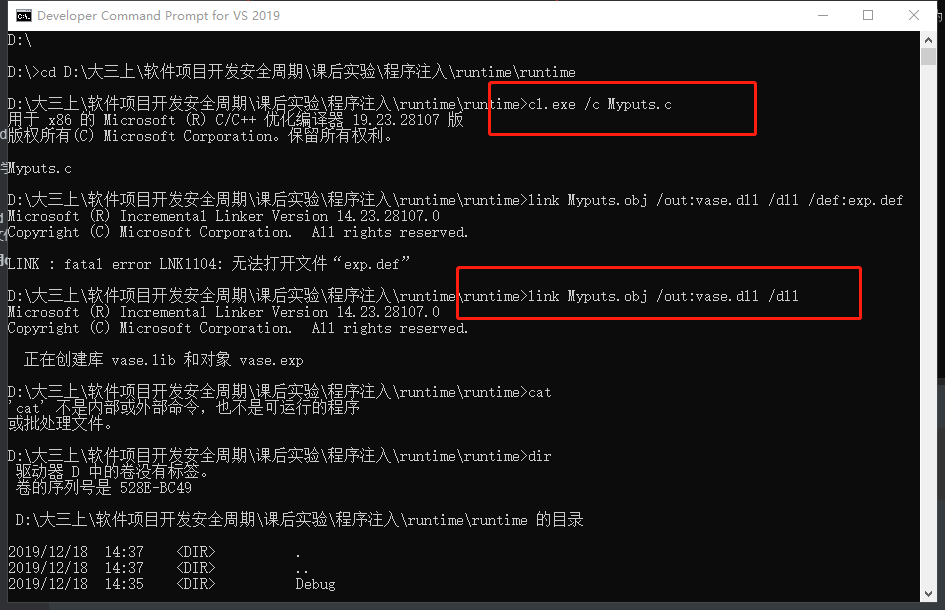 Developer Command Prompt for VS 2019
D:\
D:\>cd D:\大三上\软件项目开发安全周期\课后实验\程序注入\runtime\runtime
D:\大三上\软件项目开发安全周期\课后实验\程序注入\runtime\runtime>cl.exe /c Myputs.c
用于 x86 的 Microsoft (R) C/C++ 优化编译器 19.23.28107 版
版权所有(C) Microsoft Corporation。保留所有权利。
Myputs.c
D:\大三上\软件项目开发安全周期\课后实验\程序注入\runtime\runtime>link Myputs.obj /out:vase.dll /dll /def:exp.def
Microsoft (R) Incremental Linker Version 14.23.28107.0
Copyright (C) Microsoft Corporation.  All rights reserved.
LINK : fatal error LNK1104: 无法打开文件“exp.def”
D:\大三上\软件项目开发安全周期\课后实验\程序注入\runtime\runtime>link Myputs.obj /out:vase.dll /dll
Microsoft (R) Incremental Linker Version 14.23.28107.0
Copyright (C) Microsoft Corporation.  All rights reserved.
正在创建库 vase.lib 和对象 vase.exp
D:\大三上\软件项目开发安全周期\课后实验\程序注入\runtime\runtime>cat
'cat' 不是内部或外部命令，也不是可运行的程序
或批处理文件。
D:\大三上\软件项目开发安全周期\课后实验\程序注入\runtime\runtime>dir
驱动器 D 中的卷没有标签。
卷的序列号是 528E-BC49
D:\大三上\软件项目开发安全周期\课后实验\程序注入\runtime\runtime 的目录
2019/12/18  14:37    <DIR>          .
2019/12/18  14:37    <DIR>          ..
2019/12/18  14:35    <DIR>          Debug